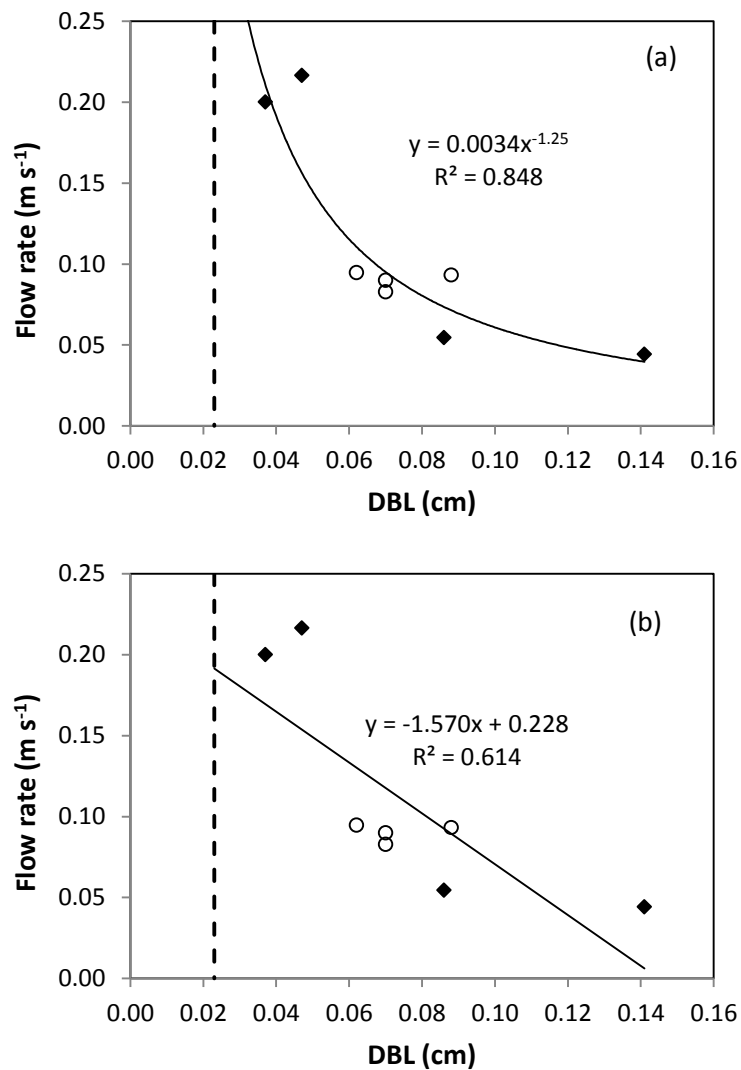 (a)
y = 0.0034x⁻¹·²⁵
R² = 0.848
Flow rate (m s⁻¹)
0.25
0.20
0.15
0.10
0.05
0.00
0.00 0.02 0.04 0.06 0.08 0.10 0.12 0.14 0.16
DBL (cm)
(b)
y = -1.570x + 0.228
R² = 0.614
Flow rate (m s⁻¹)
0.25
0.20
0.15
0.10
0.05
0.00
0.00 0.02 0.04 0.06 0.08 0.10 0.12 0.14 0.16
DBL (cm)